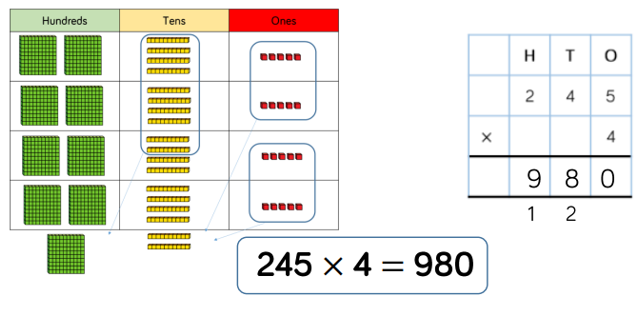 Hundreds Tens Ones
H T O
2 4 5
× 4
9 8 0
1 2
245 × 4 = 980